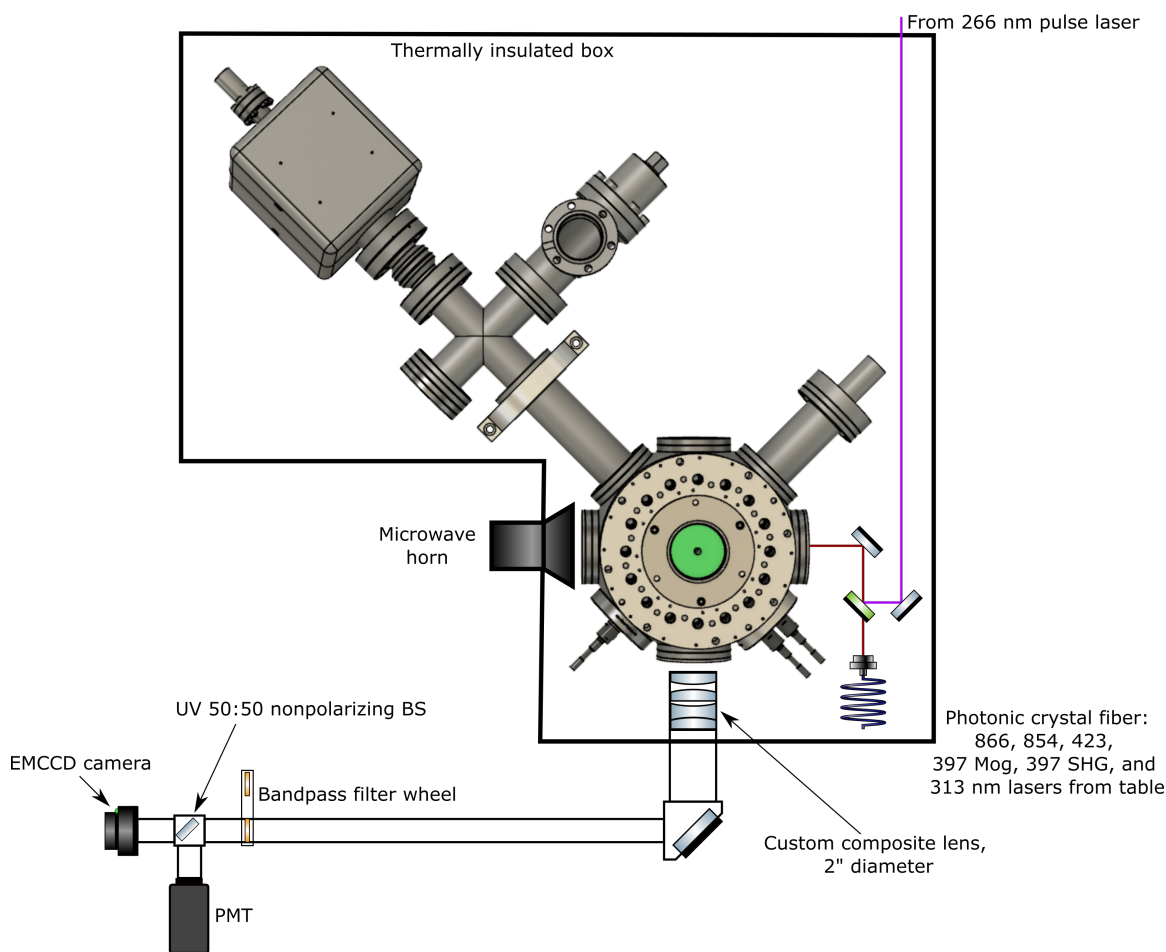 From 266 nm pulse laser
Thermally insulated box
Microwave
horn
UV 50:50 nonpolarizing BS
EMCCD camera
Bandpass filter wheel
Photonic crystal fiber:
866, 854, 423,
397 Mog, 397 SHG, and
313 nm lasers from table
Custom composite lens,
2" diameter
PMT